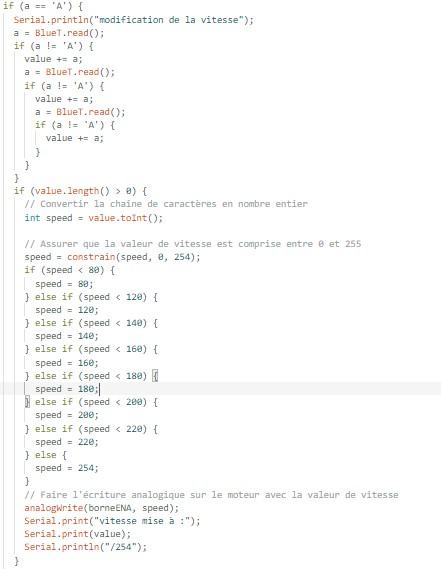 if (a == 'A') {
Serial.println("modification de la vitesse");
a = BlueT.read();
if (a != 'A') {
value += a;
a = BlueT.read();
if (a != 'A') {
value += a;
a = BlueT.read();
if (a != 'A') {
value += a;
}
}
}
if (value.length() > 0) {
// Convertir la chaîne de caractères en nombre entier
int speed = value.toInt();
// Assurer que la valeur de vitesse est comprise entre 0 et 255
speed = constrain(speed, 0, 254);
if (speed < 80) {
speed = 80;
} else if (speed < 120) {
speed = 120;
} else if (speed < 140) {
speed = 140;
} else if (speed < 160) {
speed = 160;
} else if (speed < 180) {
speed = 180;
} else if (speed < 200) {
speed = 200;
} else if (speed < 220) {
speed = 220;
} else {
speed = 254;
}
// Faire l'écriture analogique sur le moteur avec la valeur de vitesse
analogWrite(borneENA, speed);
Serial.print("vitesse mise à :");
Serial.print(value);
Serial.println("/254");
}